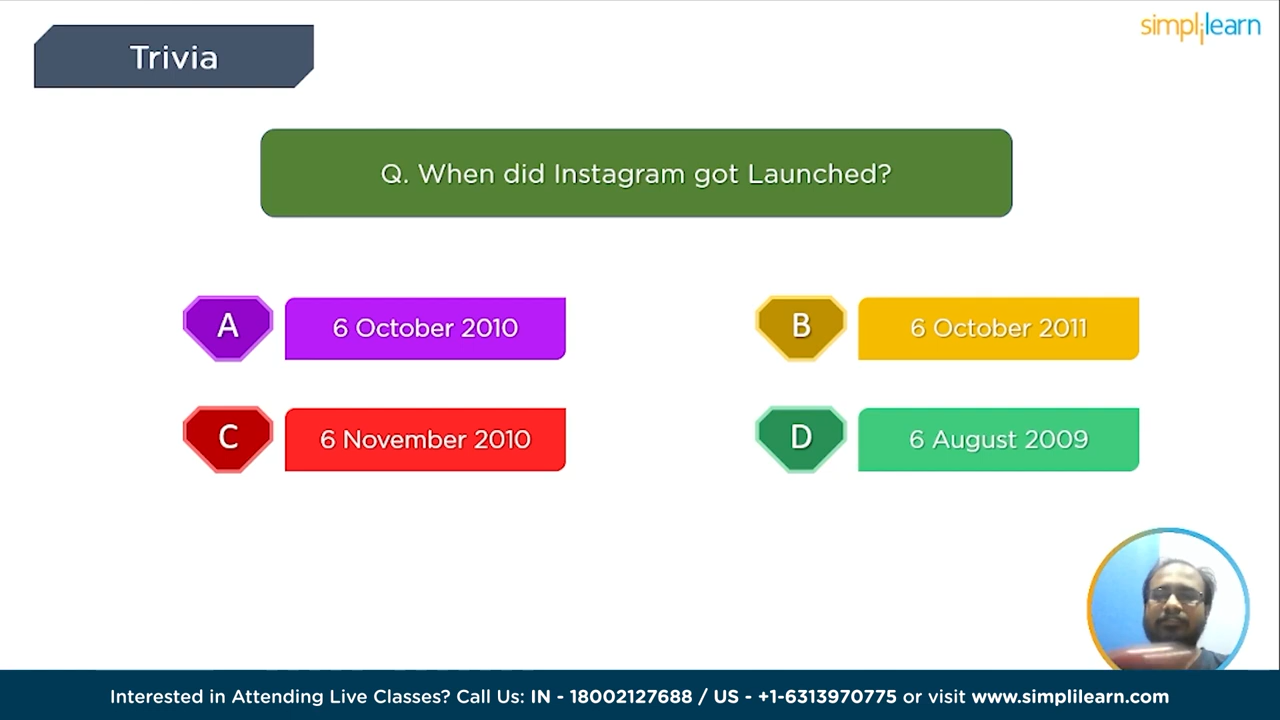 Trivia
simplilearn
Q. When did Instagram got Launched?
A
6 October 2010
B
6 October 2011
C
6 November 2010
D
6 August 2009
Interested in Attending Live Classes? Call Us: IN - 18002127688 / US - +1-6313970775 or visit www.simplilearn.com